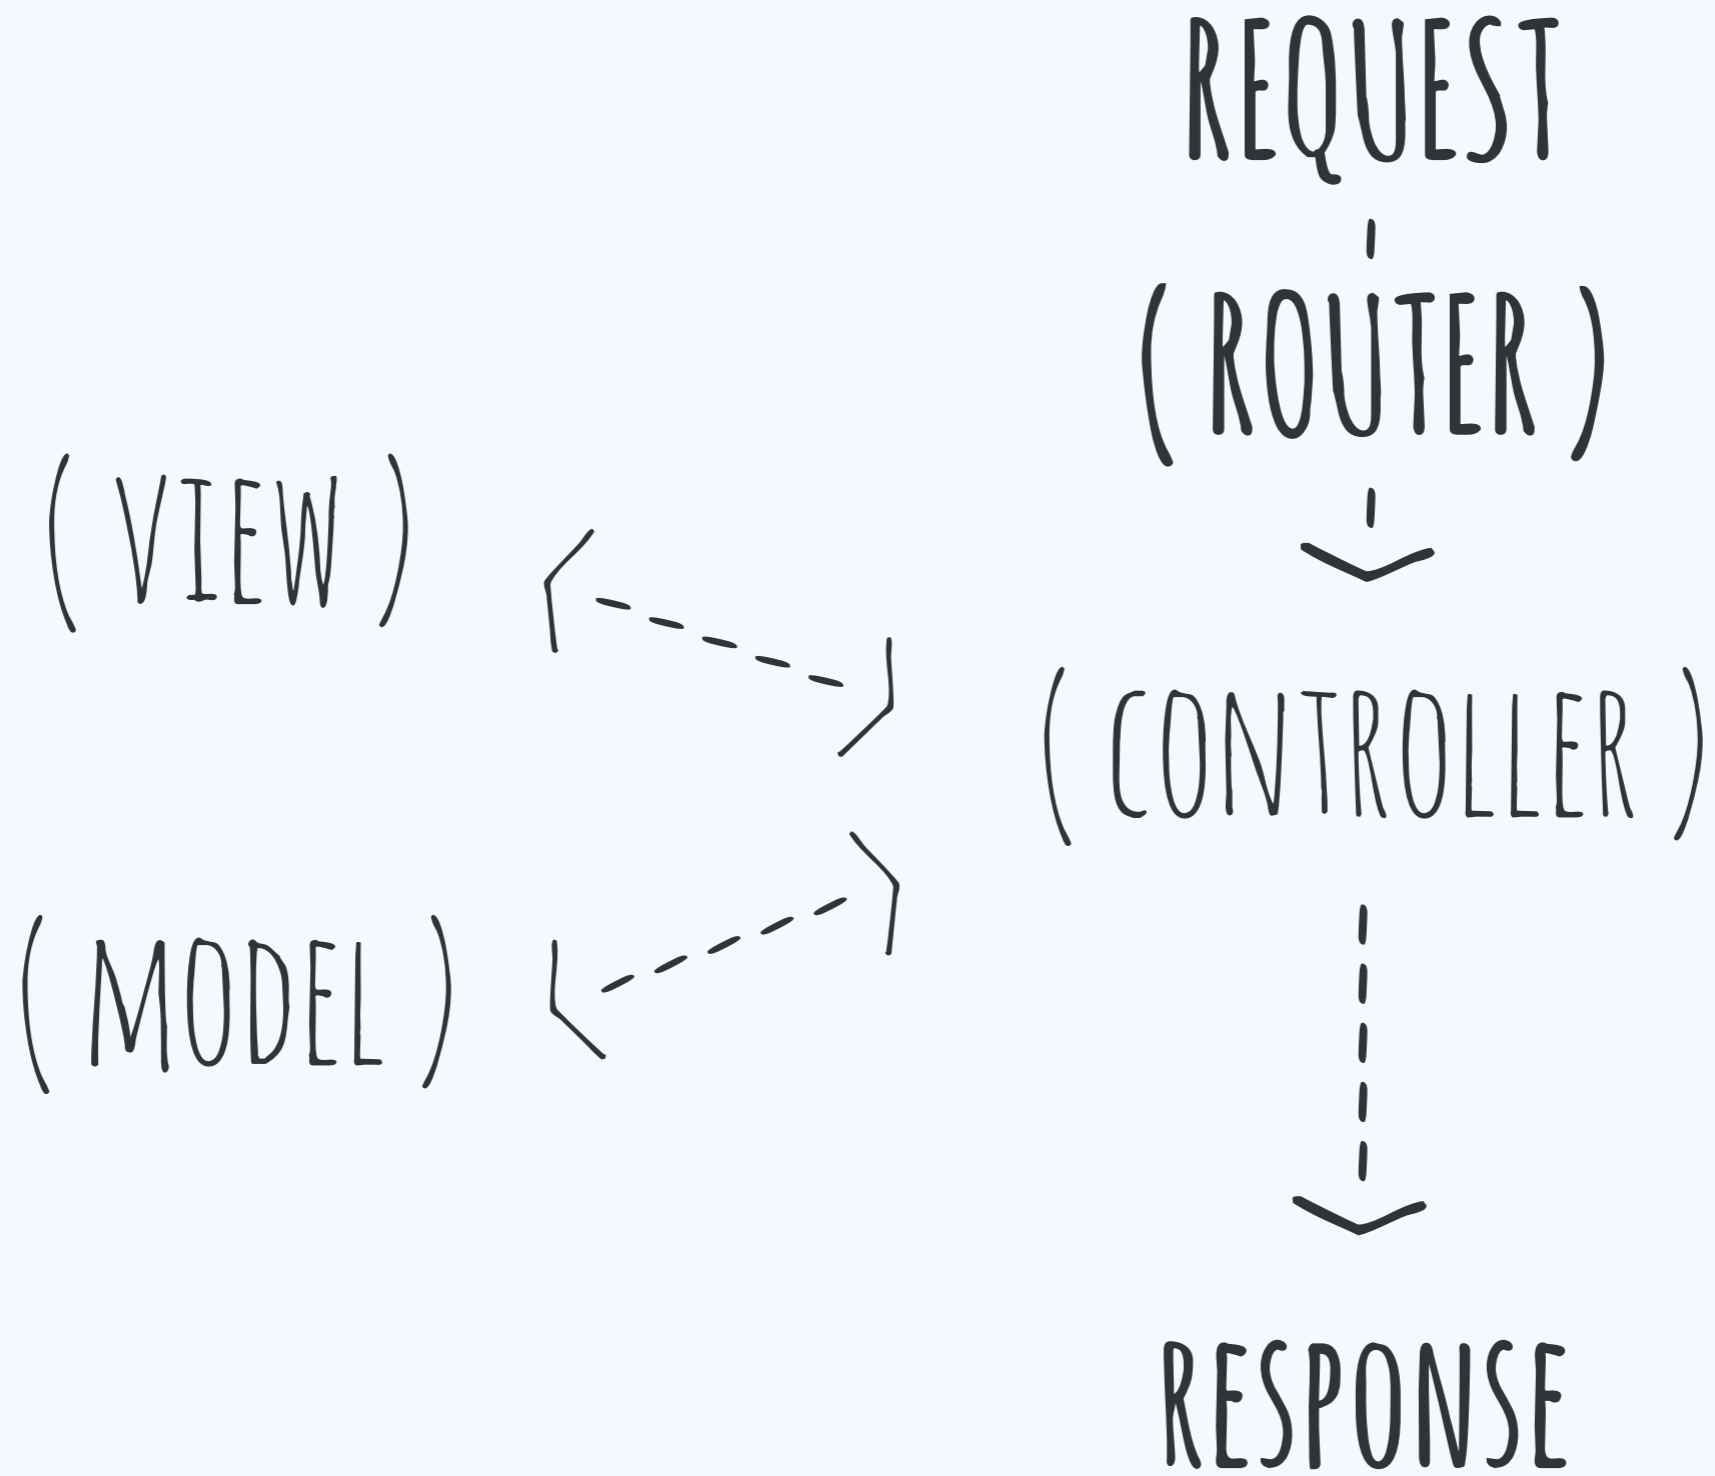 REQUEST
( ROUTER )
( VIEW )
( CONTROLLER )
( MODEL )
RESPONSE